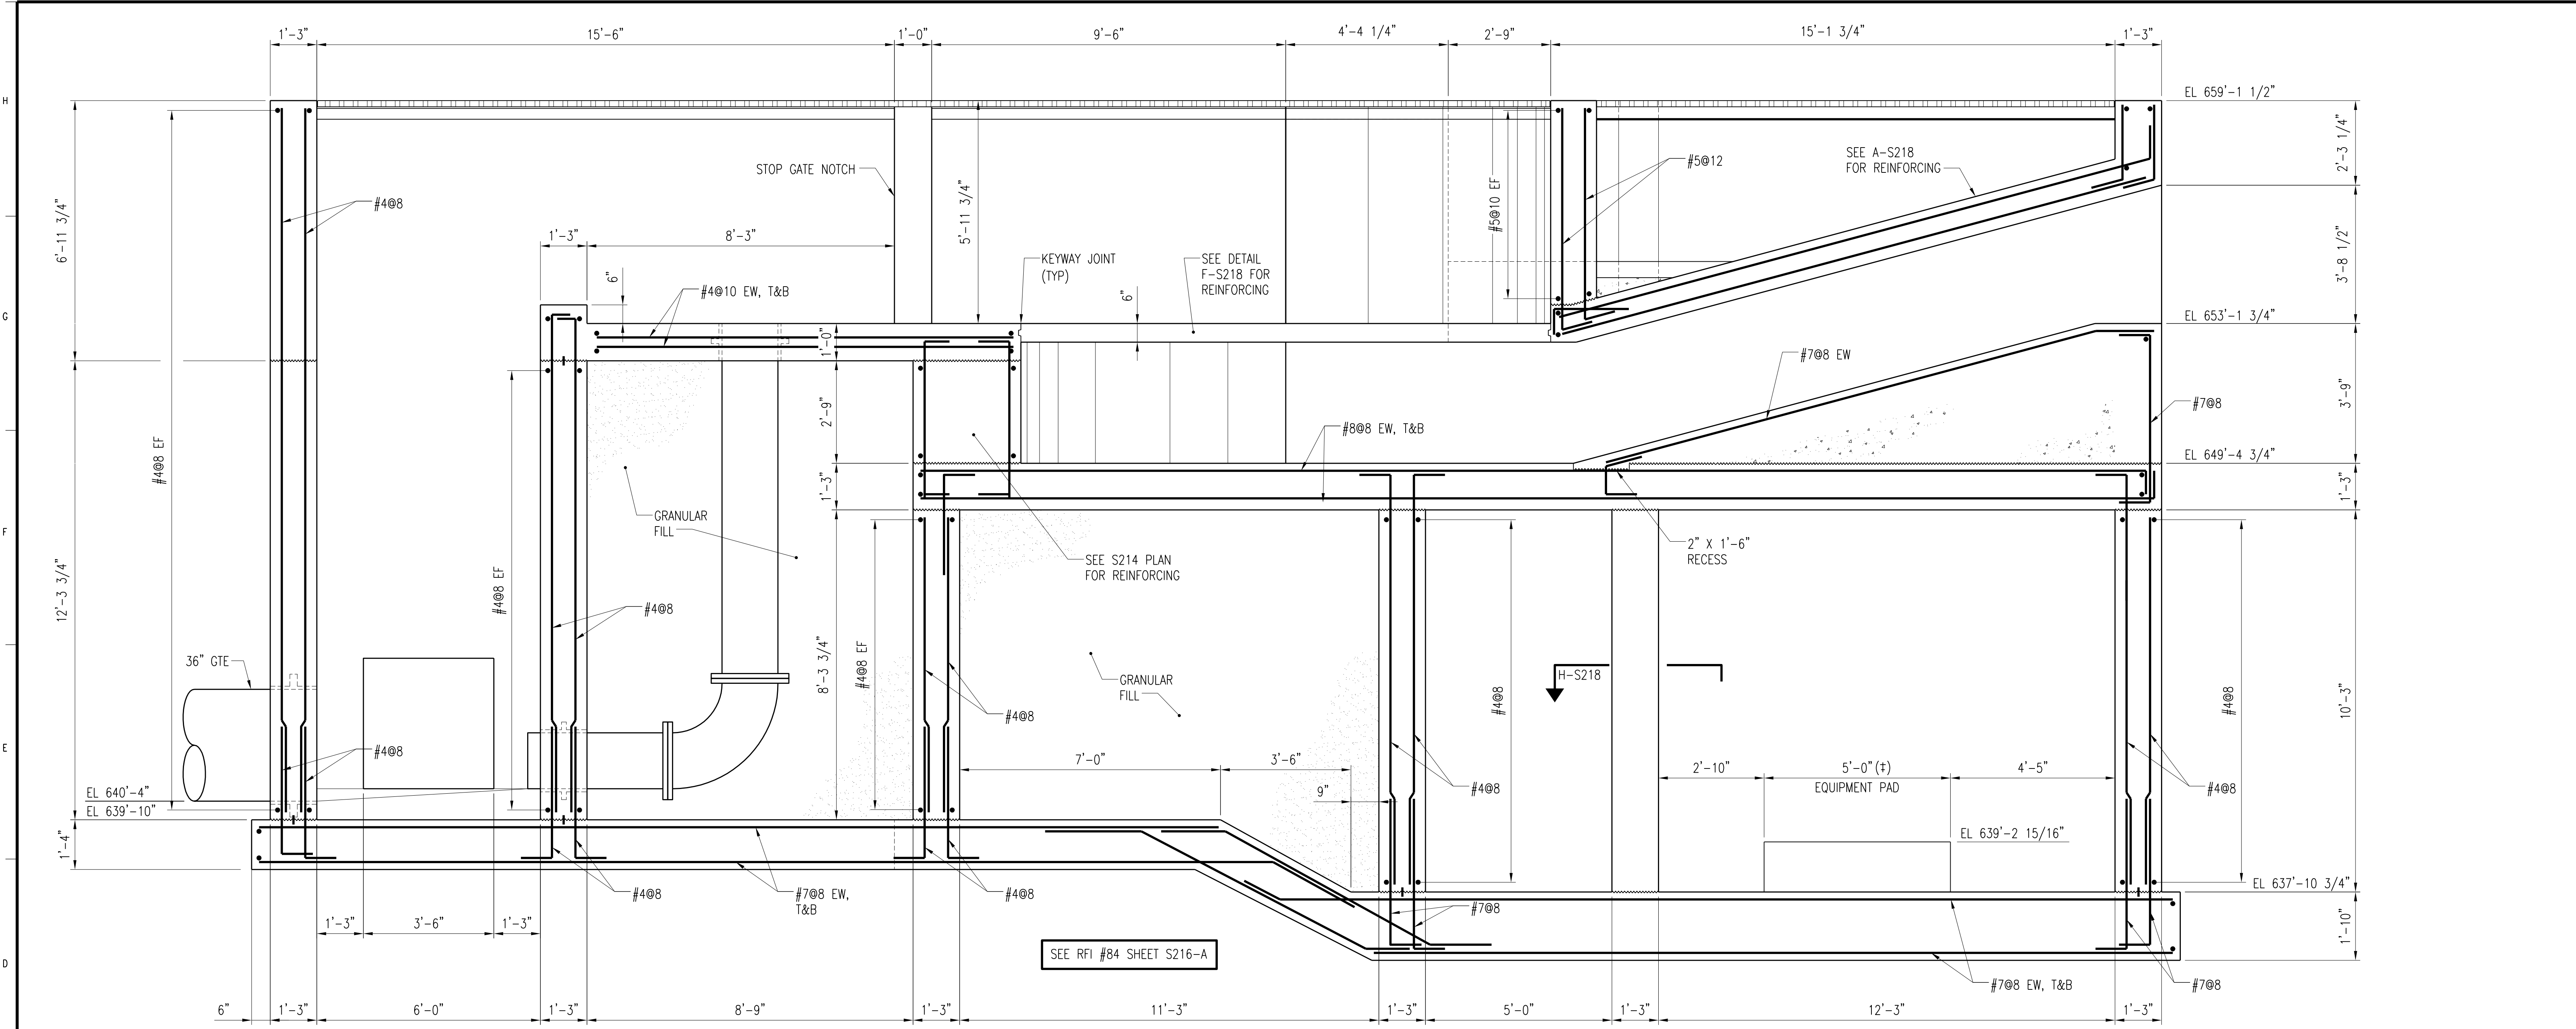 1'-3"
15'-6"
1'-0"
9'-6"
4'-4 1/4"
2'-9"
15'-1 3/4"
1'-3"
H
G
F
E
D
EL 659'-1 1/2"
2'-3 1/4"
3'-8 1/2"
EL 653'-1 3/4"
3'-9"
EL 649'-4 3/4"
1'-3"
10'-3"
EL 637'-10 3/4"
1'-10"
6'-11 3/4"
12'-3 3/4"
1'-4"
#4@8 EF
#4@8
STOP GATE NOTCH
5'-11 3/4"
1'-3"
8'-3"
6"
#4@10 EW, T&B
KEYWAY JOINT
(TYP)
6"
SEE DETAIL
F-S218 FOR
REINFORCING
#5@10 EF
#5@12
SEE A-S218
FOR REINFORCING
1'-0"
2'-9"
1'-3"
8'-3 3/4"
#7@8 EW
#7@8
#8@8 EW, T&B
GRANULAR
FILL
SEE S214 PLAN
FOR REINFORCING
2" X 1'-6"
RECESS
#4@8 EF
#4@8
#4@8 EF
#4@8
36" GTE
#4@8
EL 640'-4"
EL 639'-10"
GRANULAR
FILL
H-S218
#4@8
#4@8
7'-0"
3'-6"
9"
#4@8
2'-10"
5'-0"(‡)
4'-5"
EQUIPMENT PAD
#4@8
EL 639'-2 15/16"
#4@8
#7@8 EW,
T&B
#4@8
#7@8
1'-3"
3'-6"
1'-3"
SEE RFI #84 SHEET S216-A
#7@8 EW, T&B
#7@8
6"
1'-3"
6'-0"
1'-3"
8'-9"
1'-3"
11'-3"
1'-3"
5'-0"
1'-3"
12'-3"
1'-3"